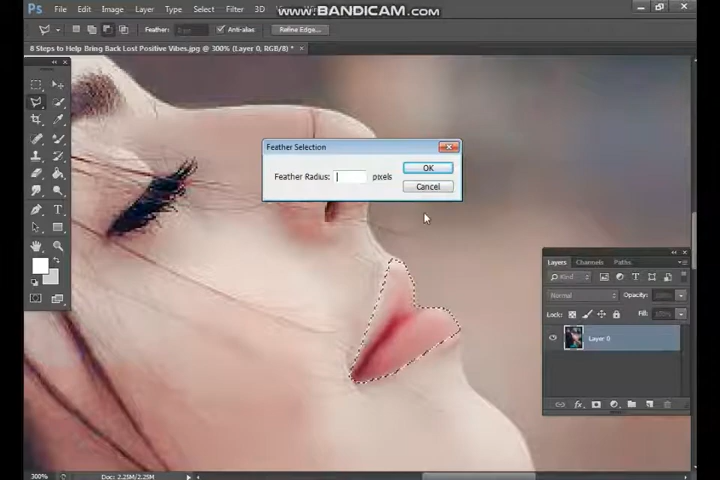 Ps File Edit Image Layer Type Select Filter 3D
www.BANDICAM.com
Feather: Anti-alias Refine Edge...
8 Steps to Help Bring Back Lost Positive Vibes.jpg @ 300% (Layer 0, RGB/8) *
Feather Selection
Feather Radius: pixels
OK
Cancel
T
Layers Channels Paths
Kind
T
Normal Opacity:
Lock: Fill:
Layer 0
fx
300% Doc: 2.25M/2.25M